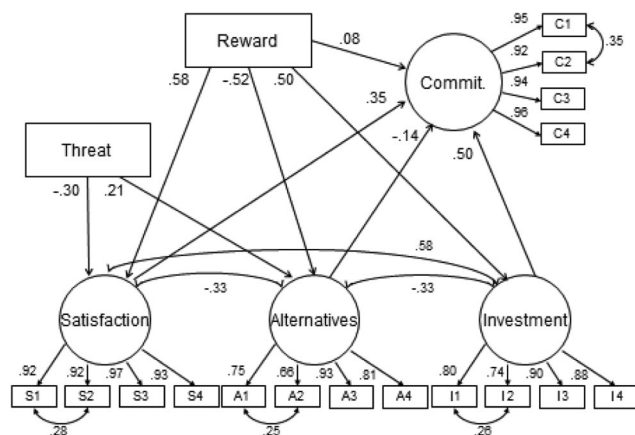 .95
C1
Reward
.08
.92
C2
.35
.94
Commit.
C3
.58
-.52
.50
.35
.96
C4
-.14
Threat
.50
-.30
.21
.58
-.33
-.33
Satisfaction
Alternatives
Investment
.92
.92
.97
.93
.75
.66
.93
.81
.80
.74
.90
.88
S1
S2
S3
S4
A1
A2
A3
A4
I1
I2
I3
I4
.28
.25
.26